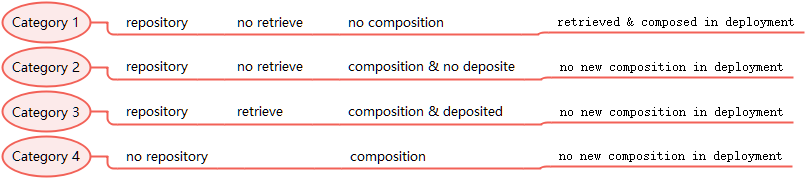 Category 1 repository no retrieve no composition retrieved & composed in deployment
Category 2 repository no retrieve composition & no deposite no new composition in deployment
Category 3 repository retrieve composition & deposited no new composition in deployment
Category 4 no repository composition no new composition in deployment